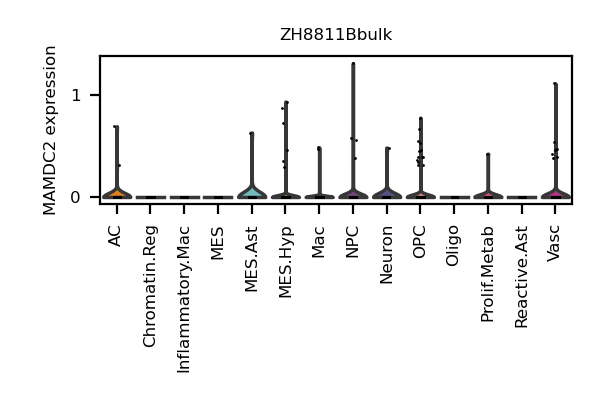 ZH8811Bbulk
MAMDC2 expression
1
0
AC
Chromatin.Reg
Inflammatory.Mac
MES
MES.Ast
MES.Hyp
Mac
NPC
Neuron
OPC
Oligo
Prolif.Metab
Reactive.Ast
Vasc